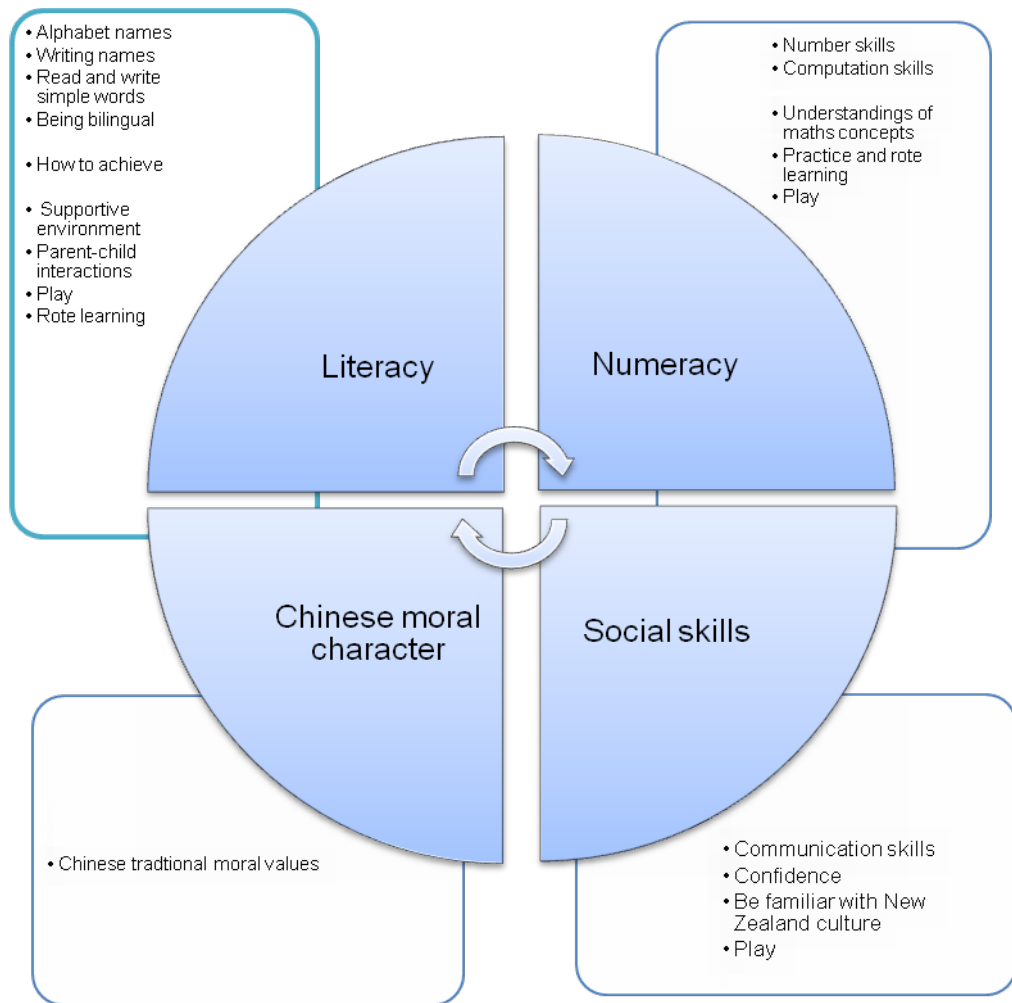 • Alphabet names
• Writing names
• Read and write
simple words
• Being bilingual
• How to achieve
• Supportive
environment
• Parent-child
interactions
• Play
• Rote learning
• Number skills
• Computation skills
• Understandings of
maths concepts
• Practice and rote
learning
• Play
Literacy
Numeracy
Chinese moral
character
Social skills
• Chinese tradtional moral values
• Communication skills
• Confidence
• Be familiar with New
Zealand culture
• Play